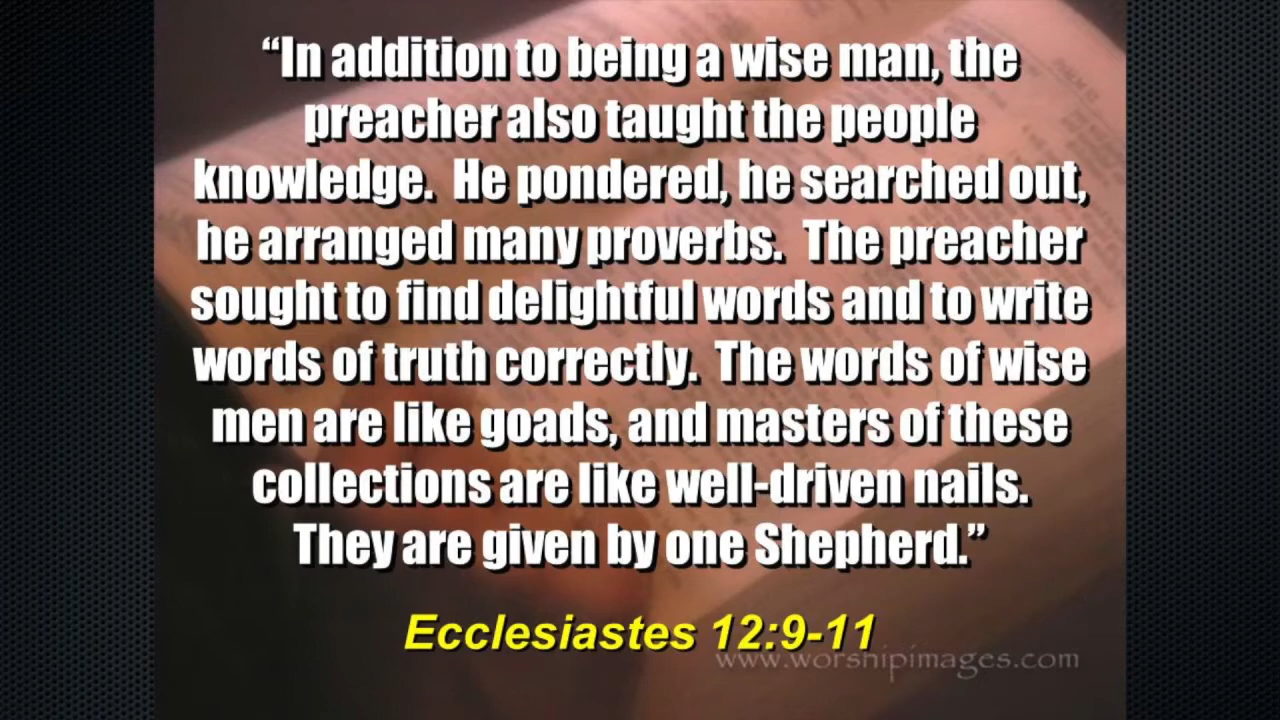 “In addition to being a wise man, the
preacher also taught the people
knowledge.  He pondered, he searched out,
he arranged many proverbs.  The preacher
sought to find delightful words and to write
words of truth correctly.  The words of wise
men are like goads, and masters of these
collections are like well-driven nails.
They are given by one Shepherd.”
Ecclesiastes 12:9-11
www.worshipimages.com